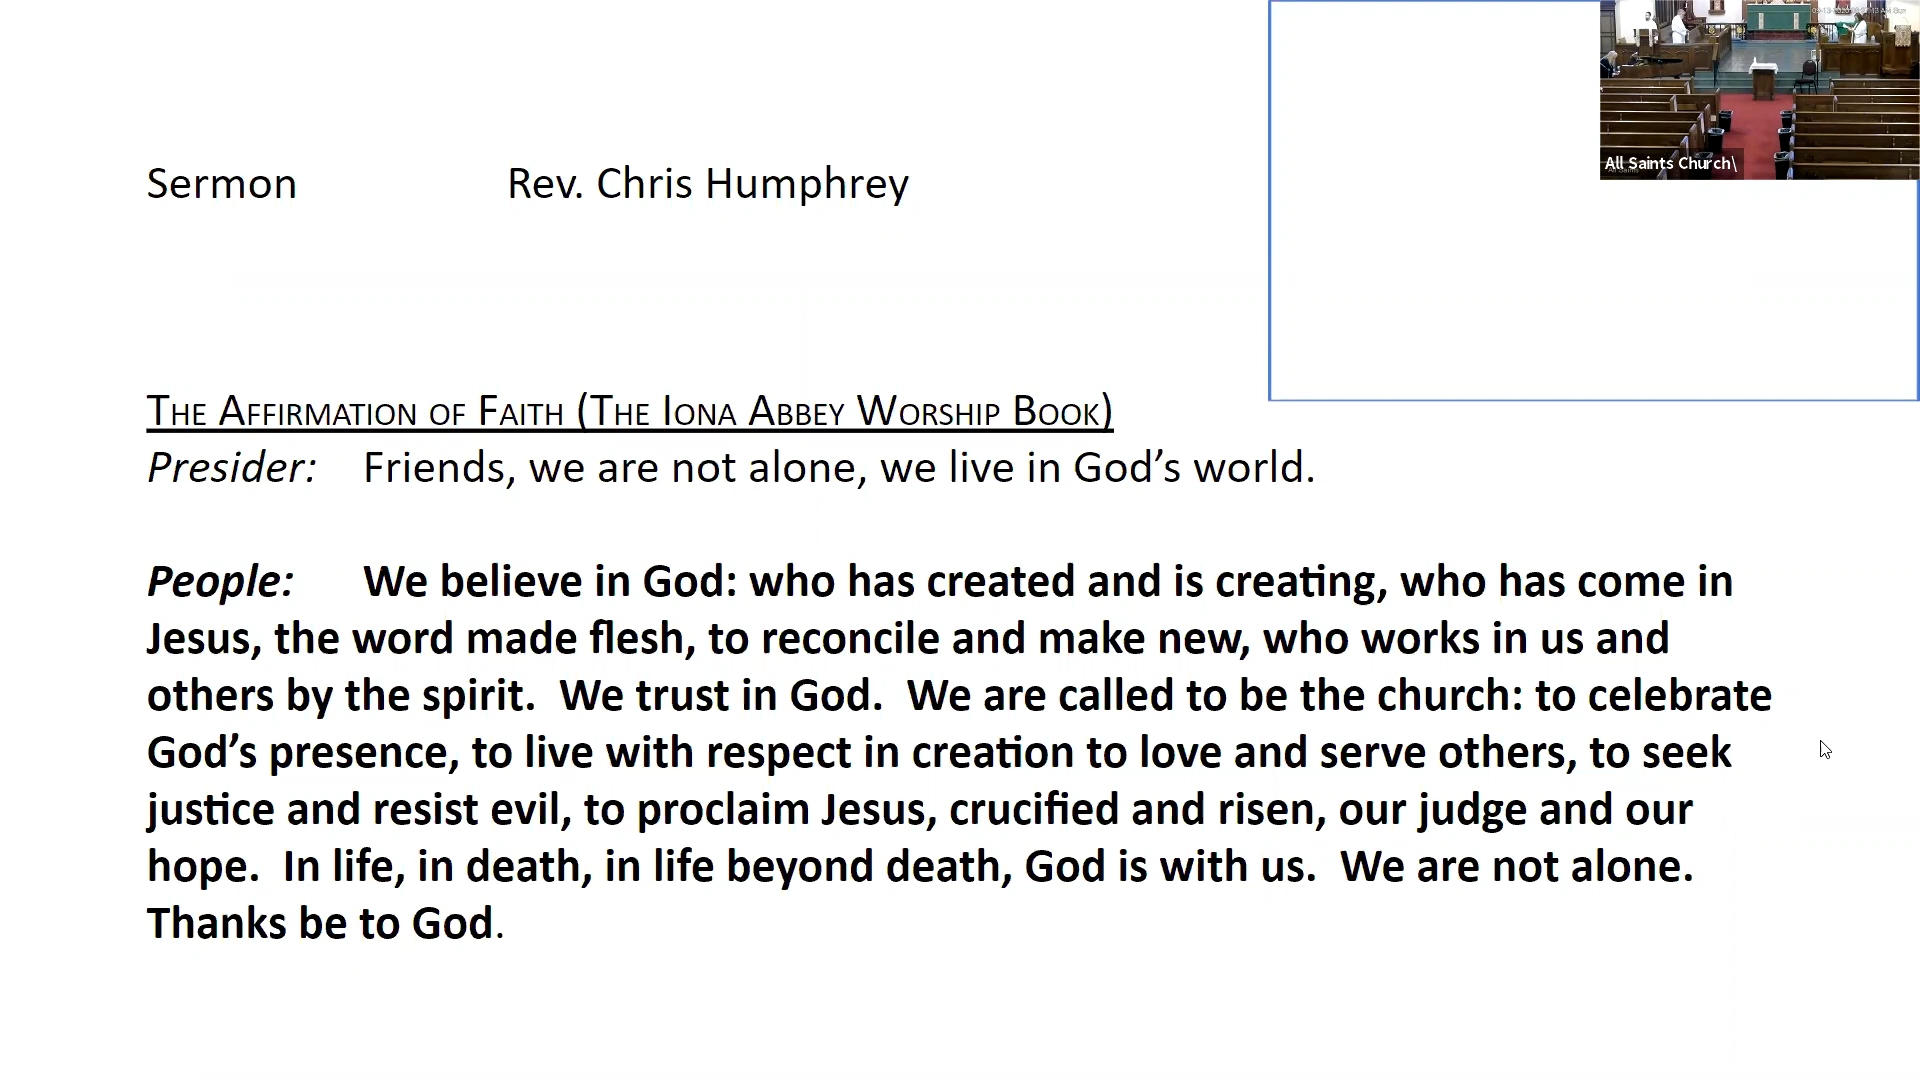 Sermon Rev. Chris Humphrey
All Saints Church\
THE AFFIRMATION OF FAITH (THE IONA ABBEY WORSHIP BOOK)
Presider: Friends, we are not alone, we live in God’s world.
People: We believe in God: who has created and is creating, who has come in
Jesus, the word made flesh, to reconcile and make new, who works in us and
others by the spirit. We trust in God. We are called to be the church: to celebrate
God’s presence, to live with respect in creation to love and serve others, to seek
justice and resist evil, to proclaim Jesus, crucified and risen, our judge and our
hope. In life, in death, in life beyond death, God is with us. We are not alone.
Thanks be to God.